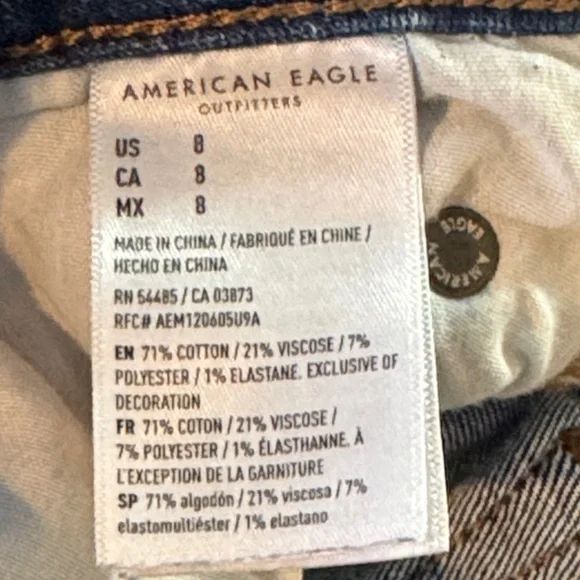 AMERICAN EAGLE
OUTFITTERS
US 8
CA 8
MX 8
MADE IN CHINA / FABRIQUÉ EN CHINE /
HECHO EN CHINA
RN 54485 / CA 03873
RFC# AEM120605U9A
EN 71% COTTON / 21% VISCOSE / 7%
POLYESTER / 1% ELASTANE. EXCLUSIVE OF
DECORATION
FR 71% COTON / 21% VISCOSE /
7% POLYESTER / 1% ÉLASTHANNE. À
L'EXCEPTION DE LA GARNITURE
SP 71% algodón / 21% viscosa / 7%
elastomultiéster / 1% elastano
AMERICAN EAGLE